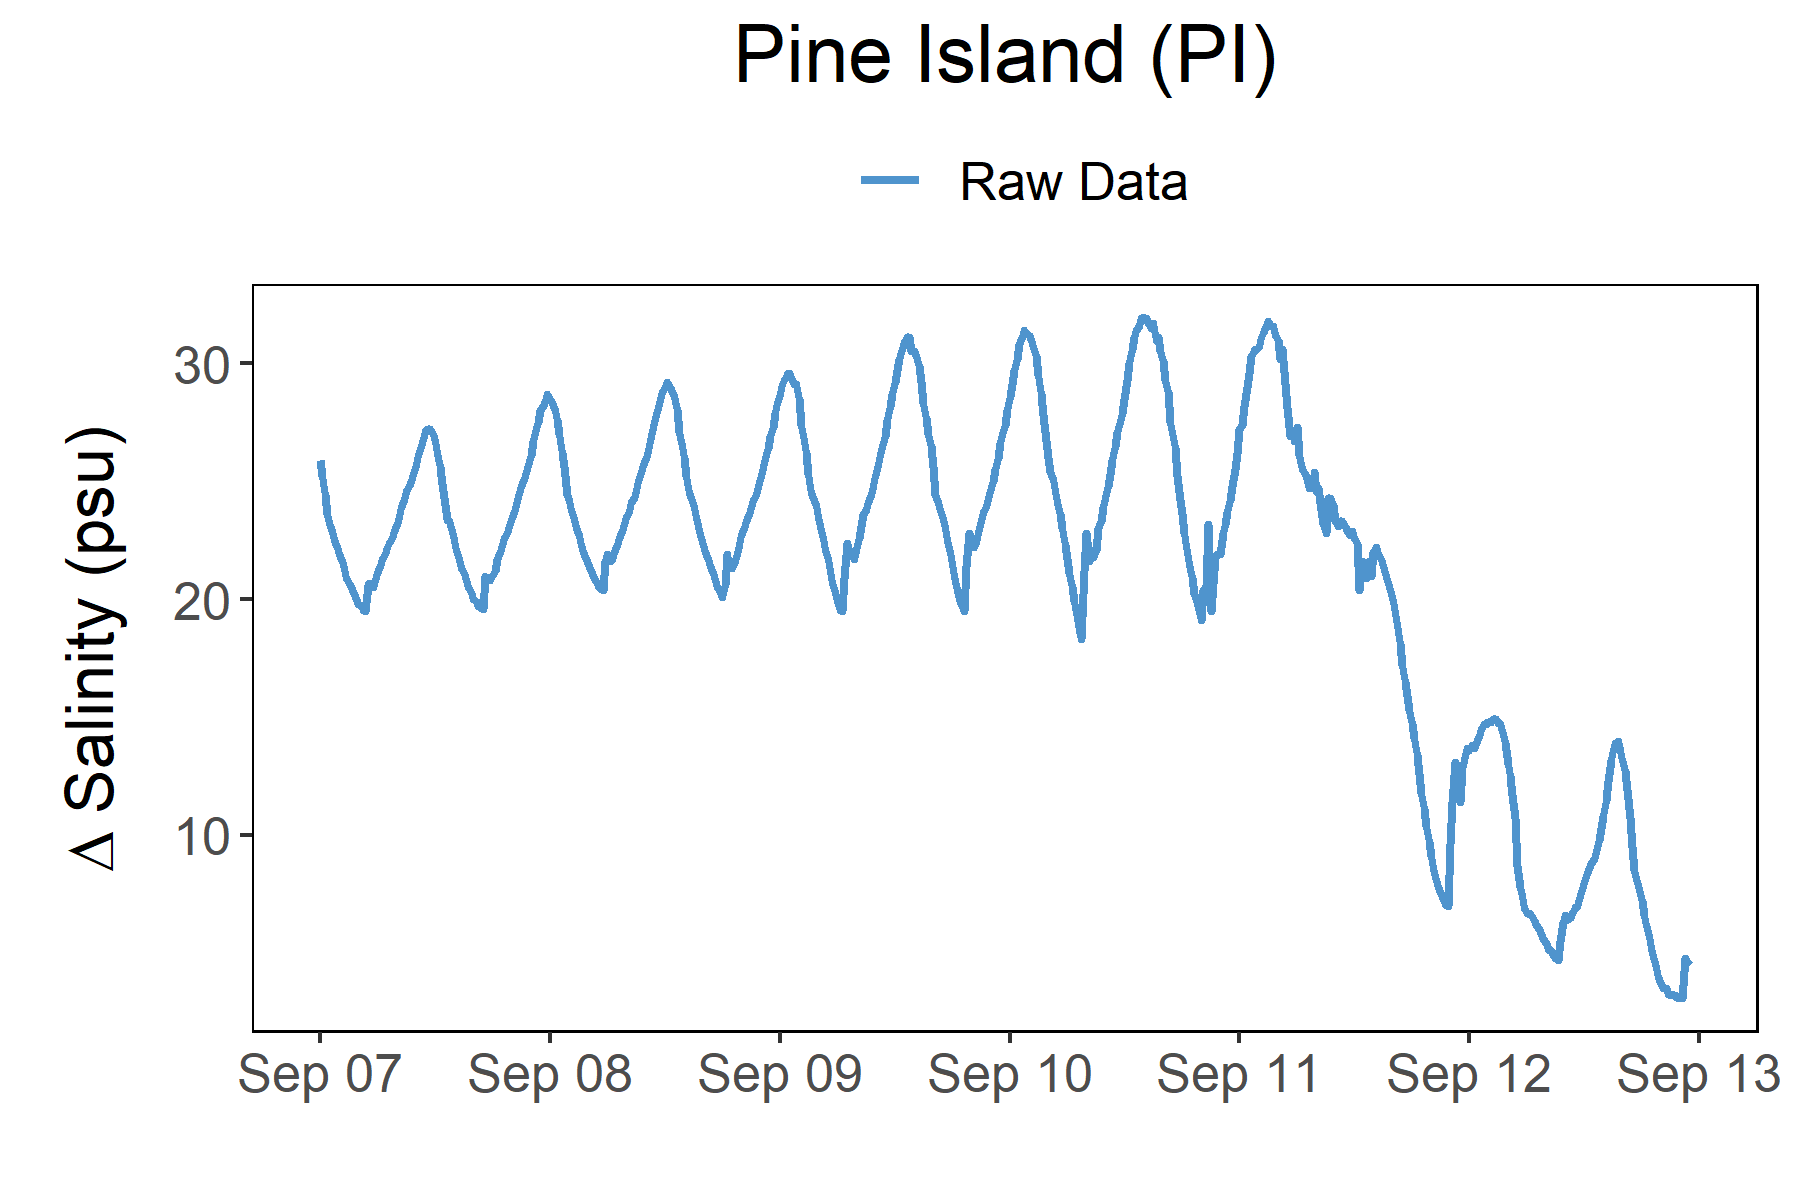 Pine Island (PI)
Raw Data
Δ Salinity (psu)
30
20
10
Sep 07
Sep 08
Sep 09
Sep 10
Sep 11
Sep 12
Sep 13